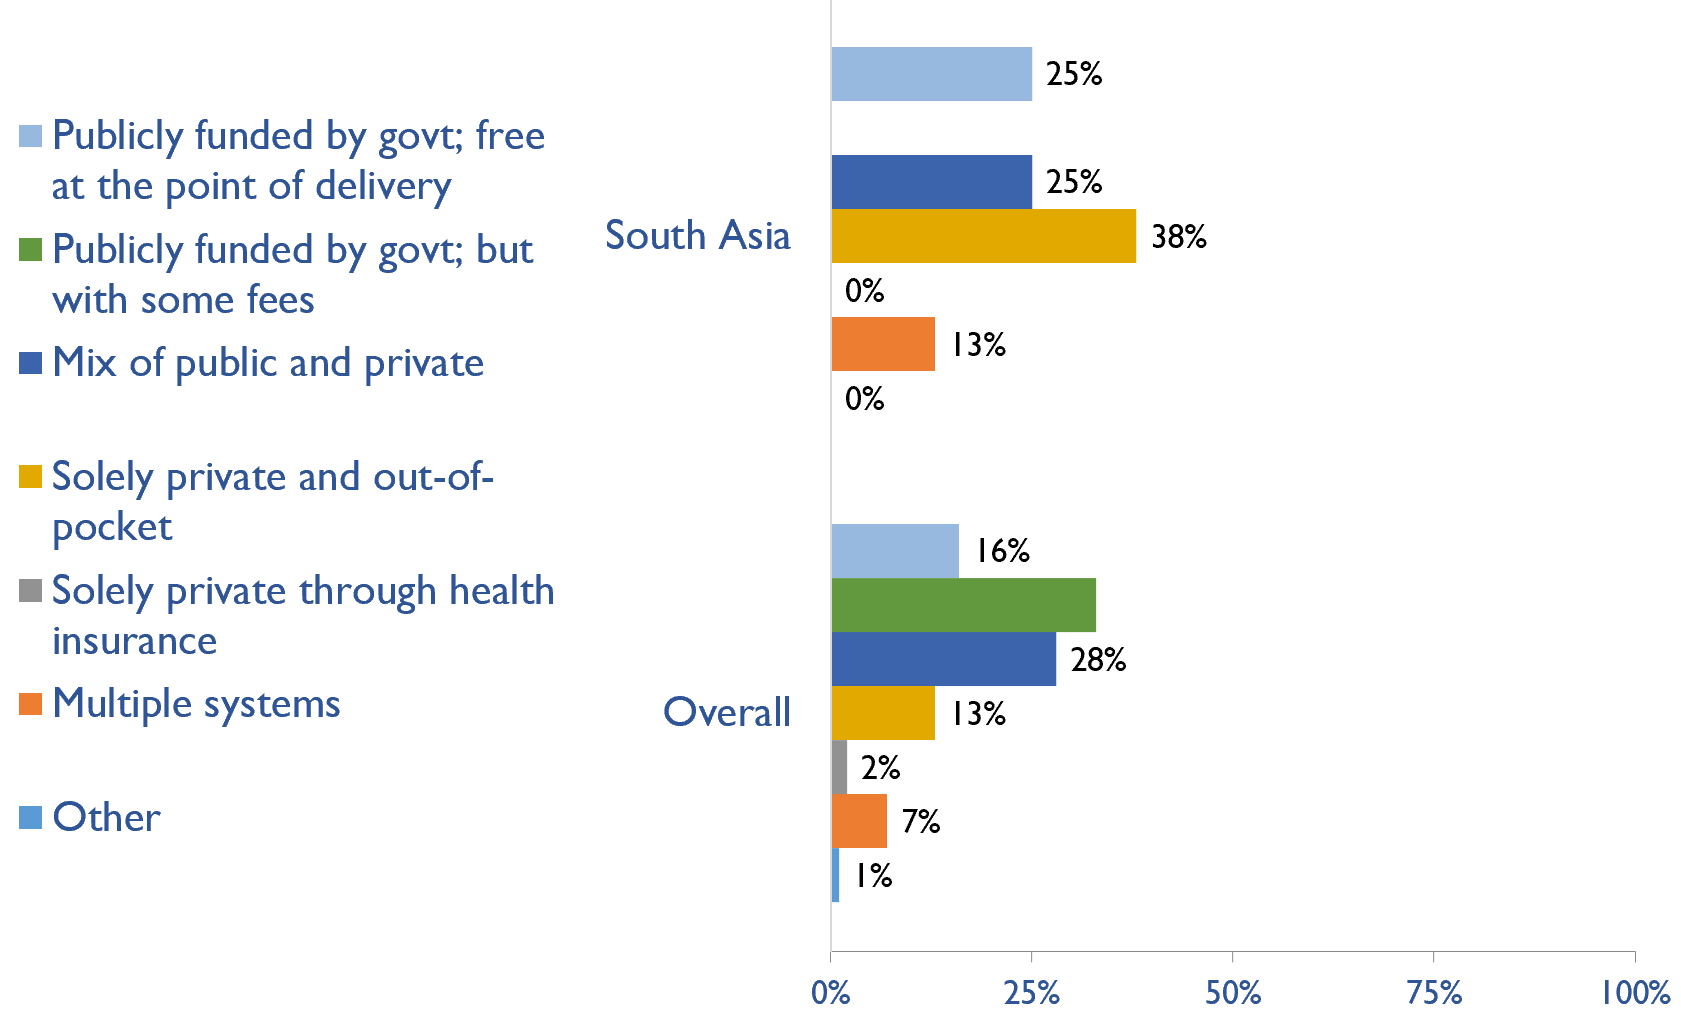 Publicly funded by govt; free
at the point of delivery
Publicly funded by govt; but
with some fees
Mix of public and private
Solely private and out-of-
pocket
Solely private through health
insurance
Multiple systems
Other
South Asia
25%
25%
38%
0%
13%
0%
Overall
16%
28%
13%
2%
7%
1%
0%
25%
50%
75%
100%